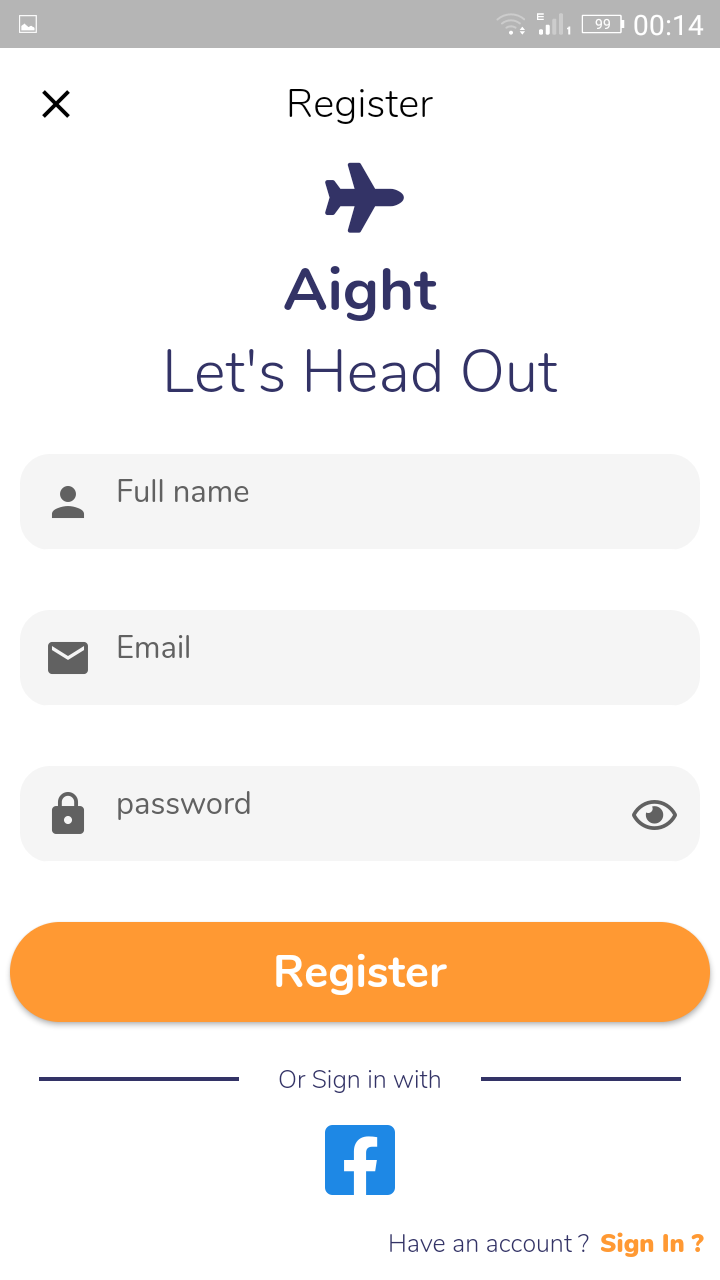 E 1 99 00:14
Register
Aight
Let's Head Out
Full name
Email
password
Register
Or Sign in with
Have an account ? Sign In ?